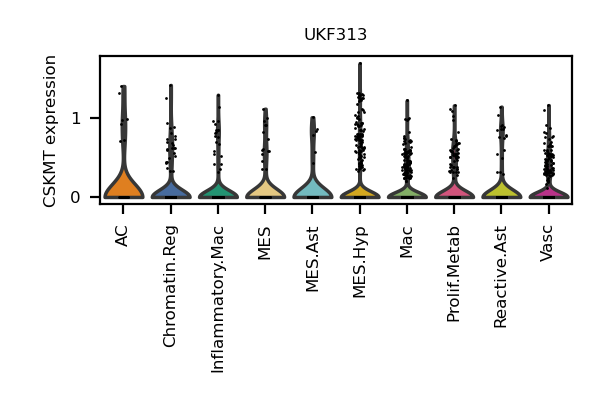 UKF313
CSKMT expression
1
0
AC
Chromatin.Reg
Inflammatory.Mac
MES
MES.Ast
MES.Hyp
Mac
Prolif.Metab
Reactive.Ast
Vasc